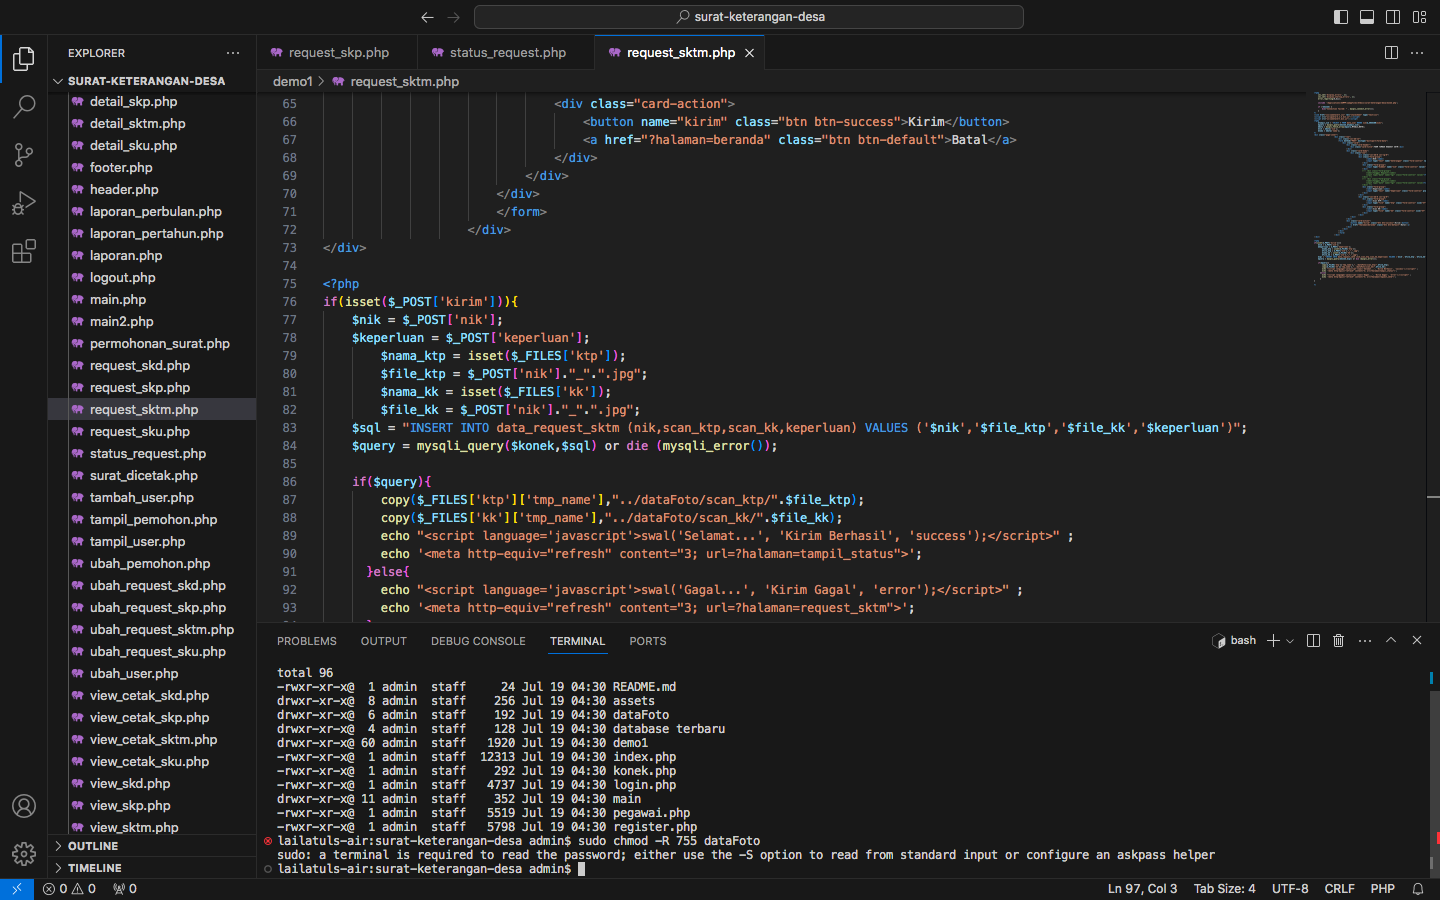 surat-keterangan-desa
EXPLORER
SURAT-KETERANGAN-DESA
detail_skp.php
detail_sktm.php
detail_sku.php
footer.php
header.php
laporan_perbulan.php
laporan_pertahun.php
laporan.php
logout.php
main.php
main2.php
permohonan_surat.php
request_skd.php
request_skp.php
request_sktm.php
request_sku.php
status_request.php
surat_dicetak.php
tambah_user.php
tampil_pemohon.php
tampil_user.php
ubah_pemohon.php
ubah_request_skd.php
ubah_request_skp.php
ubah_request_sktm.php
ubah_request_sku.php
ubah_user.php
view_cetak_skd.php
view_cetak_skp.php
view_cetak_sktm.php
view_cetak_sku.php
view_skd.php
view_skp.php
view_sktm.php
OUTLINE
TIMELINE
request_skp.php status_request.php request_sktm.php
demo1 > request_sktm.php
65 <div class="card-action">
66 <button name="kirim" class="btn btn-success">Kirim</button>
67 <a href="?halaman=beranda" class="btn btn-default">Batal</a>
68 </div>
69 </div>
70 </div>
71 </form>
72 </div>
73 </div>
74
75 <?php
76 if(isset($_POST['kirim'])){
77 $nik = $_POST['nik'];
78 $keperluan = $_POST['keperluan'];
79 $nama_ktp = isset($_FILES['ktp']);
80 $file_ktp = $_POST['nik']."_".".jpg";
81 $nama_kk = isset($_FILES['kk']);
82 $file_kk = $_POST['nik']."_".".jpg";
83 $sql = "INSERT INTO data_request_sktm (nik,scan_ktp,scan_kk,keperluan) VALUES ('$nik','$file_ktp','$file_kk','$keperluan')";
84 $query = mysqli_query($konek,$sql) or die (mysqli_error());
85
86 if($query){
87 copy($_FILES['ktp']['tmp_name'],"../dataFoto/scan_ktp/".$file_ktp);
88 copy($_FILES['kk']['tmp_name'],"../dataFoto/scan_kk/".$file_kk);
89 echo "<script language='javascript'>swal('Selamat...', 'Kirim Berhasil', 'success');</script>" ;
90 echo '<meta http-equiv="refresh" content="3; url=?halaman=tampil_status">';
91 }else{
92 echo "<script language='javascript'>swal('Gagal...', 'Kirim Gagal', 'error');</script>" ;
93 echo '<meta http-equiv="refresh" content="3; url=?halaman=request_sktm">';
PROBLEMS OUTPUT DEBUG CONSOLE TERMINAL PORTS bash
total 96
-rwxr-xr-x@ 1 admin staff 24 Jul 19 04:30 README.md
drwxr-xr-x@ 8 admin staff 256 Jul 19 04:30 assets
drwxr-xr-x@ 6 admin staff 192 Jul 19 04:30 dataFoto
drwxr-xr-x@ 4 admin staff 128 Jul 19 04:30 database terbaru
drwxr-xr-x@ 60 admin staff 1920 Jul 19 04:30 demo1
-rwxr-xr-x@ 1 admin staff 12313 Jul 19 04:30 index.php
-rwxr-xr-x@ 1 admin staff 292 Jul 19 04:30 konek.php
-rwxr-xr-x@ 1 admin staff 4737 Jul 19 04:30 login.php
drwxr-xr-x@ 11 admin staff 352 Jul 19 04:30 main
-rwxr-xr-x@ 1 admin staff 5519 Jul 19 04:30 pegawai.php
-rwxr-xr-x@ 1 admin staff 5798 Jul 19 04:30 register.php
lailatuls-air:surat-keterangan-desa admin$ sudo chmod -R 755 dataFoto
sudo: a terminal is required to read the password; either use the -S option to read from standard input or configure an askpass helper
lailatuls-air:surat-keterangan-desa admin$
0 0 0 Ln 97, Col 3 Tab Size: 4 UTF-8 CRLF PHP